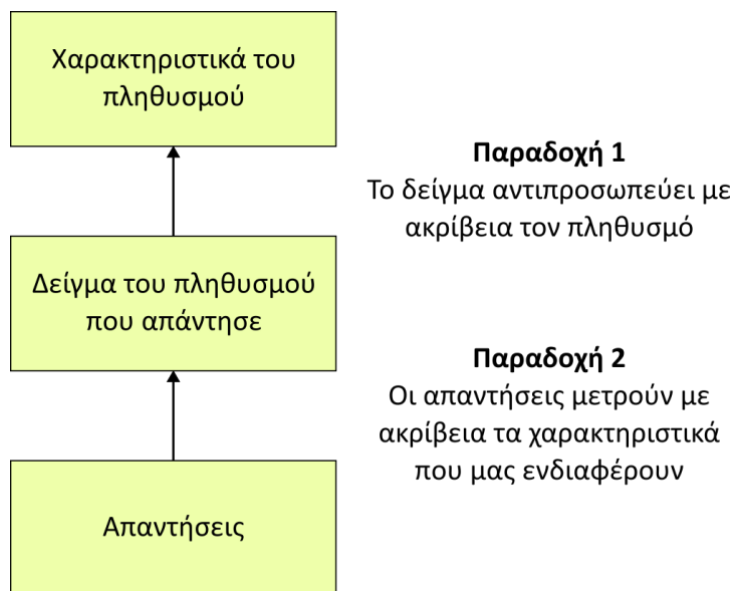 Χαρακτηριστικά του
πληθυσμού
Παραδοχή 1
Το δείγμα αντιπροσωπεύει με
ακρίβεια τον πληθυσμό
Δείγμα του πληθυσμού
που απάντησε
Παραδοχή 2
Οι απαντήσεις μετρούν με
ακρίβεια τα χαρακτηριστικά
που μας ενδιαφέρουν
Απαντήσεις